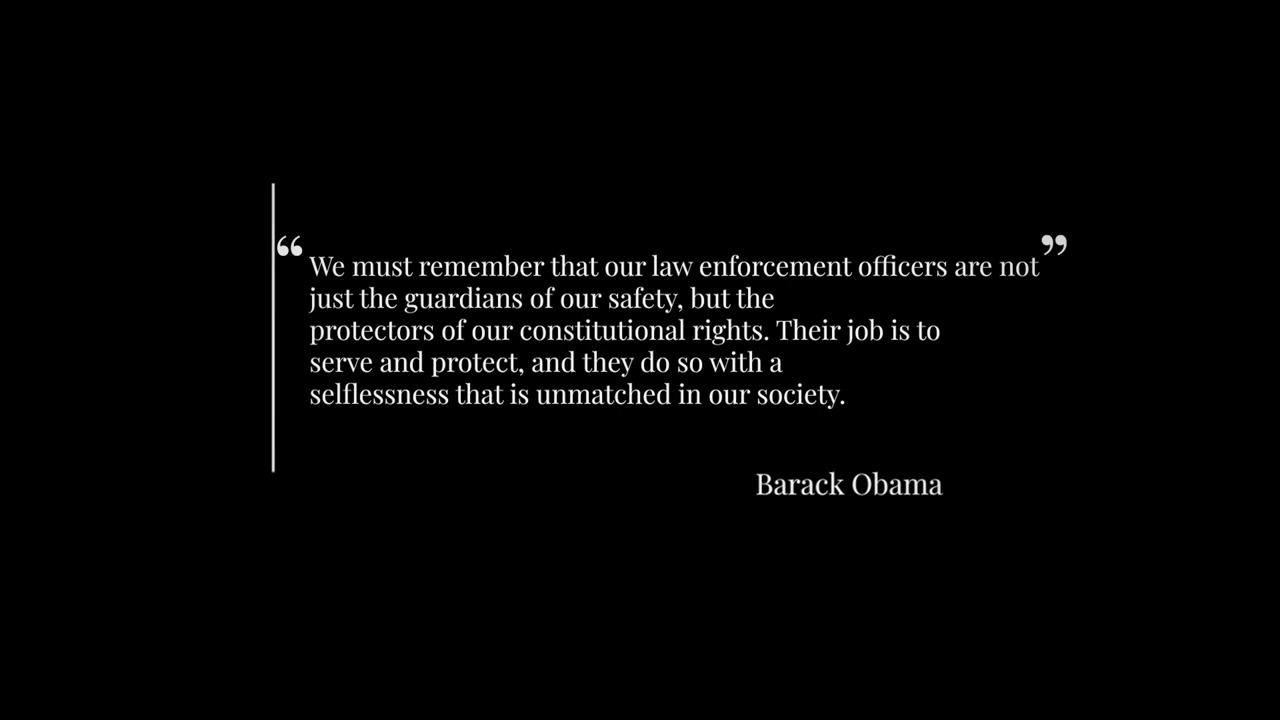 “We must remember that our law enforcement officers are not”
just the guardians of our safety, but the
protectors of our constitutional rights. Their job is to
serve and protect, and they do so with a
selflessness that is unmatched in our society.
Barack Obama